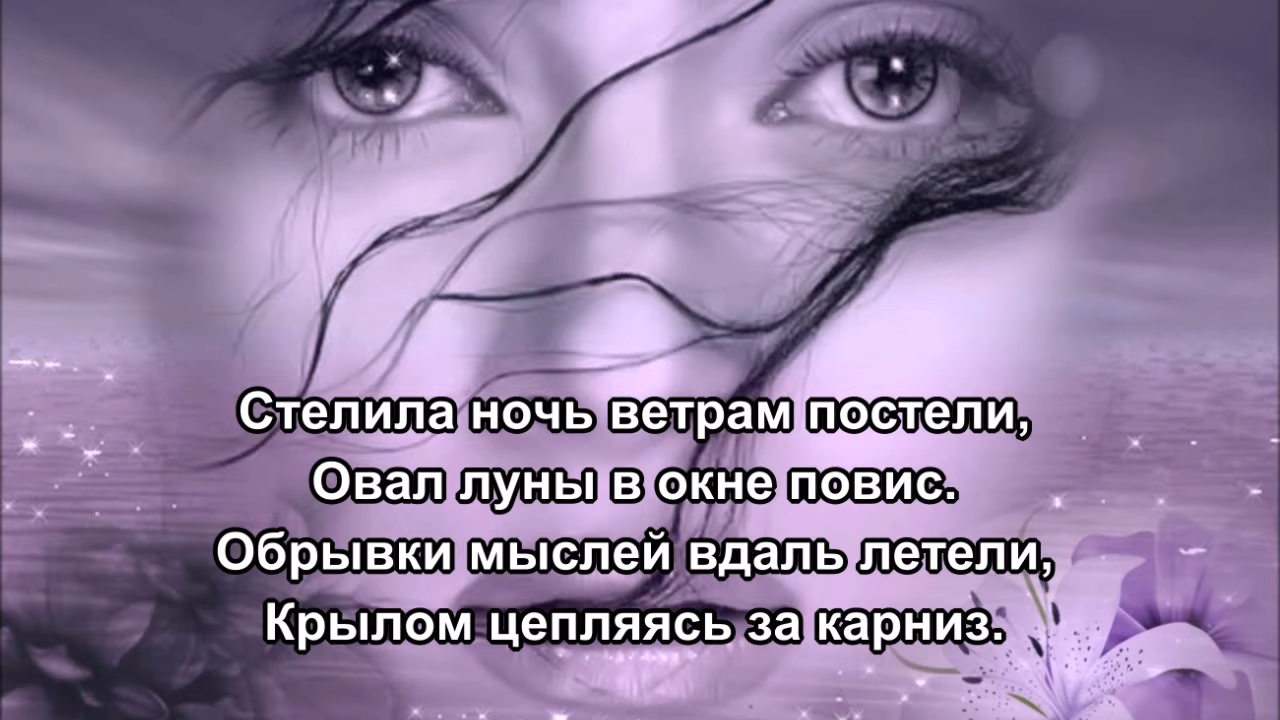 Стелила ночь ветрам постели,
Овал луны в окне повис.
Обрывки мыслей вдаль летели,
Крылом цепляясь за карниз.